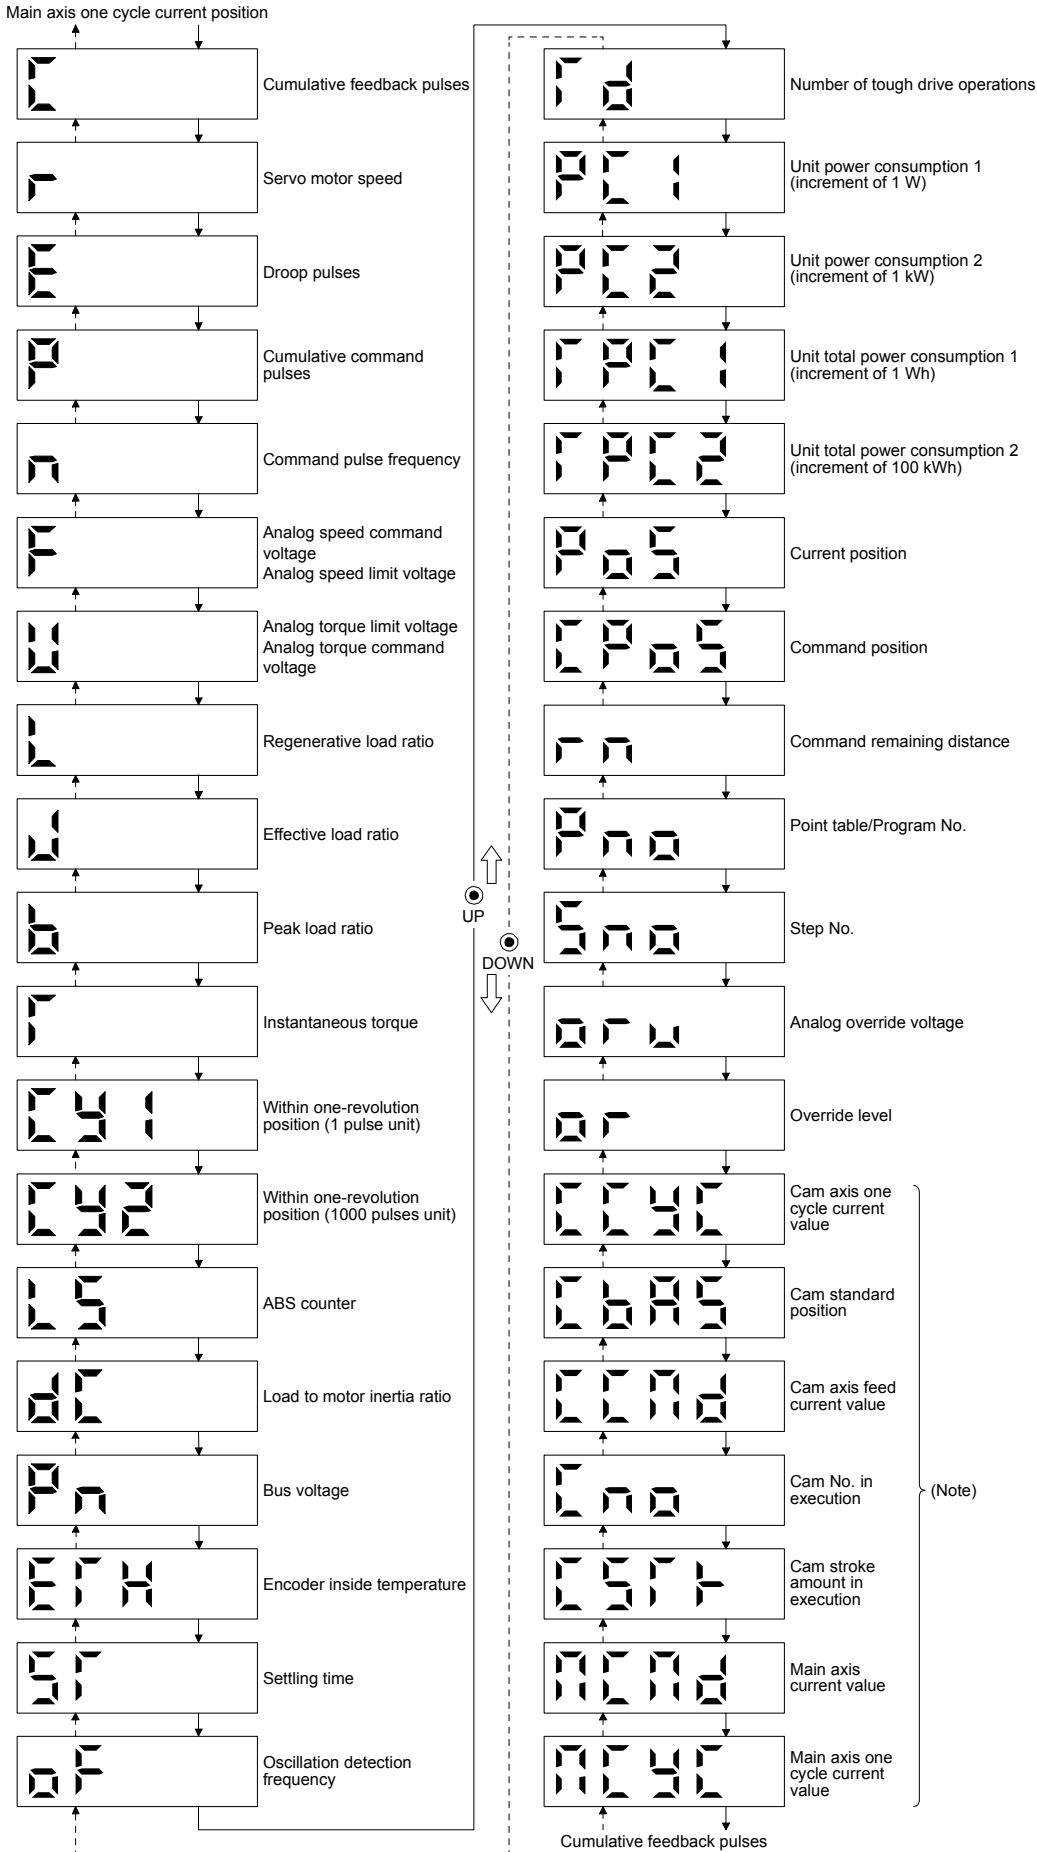 Main axis one cycle current position
C
Cumulative feedback pulses
r
Servo motor speed
E
Droop pulses
P
Cumulative command
pulses
n
Command pulse frequency
F
Analog speed command
voltage
Analog speed limit voltage
U
Analog torque limit voltage
Analog torque command
voltage
L
Regenerative load ratio
J
Effective load ratio
b
Peak load ratio
T
Instantaneous torque
Cy1
Within one-revolution
position (1 pulse unit)
Cy2
Within one-revolution
position (1000 pulses unit)
LS
ABS counter
dC
Load to motor inertia ratio
Pn
Bus voltage
ETH
Encoder inside temperature
ST
Settling time
oF
Oscillation detection
frequency
UP
DOWN
Td
Number of tough drive operations
PC1
Unit power consumption 1
(increment of 1 W)
PC2
Unit power consumption 2
(increment of 1 kW)
TPC1
Unit total power consumption 1
(increment of 1 Wh)
TPC2
Unit total power consumption 2
(increment of 100 kWh)
PoS
Current position
CPoS
Command position
rn
Command remaining distance
Pno
Point table/Program No.
Sno
Step No.
oru
Analog override voltage
or
Override level
CCyC
Cam axis one
cycle current
value
CbAS
Cam standard
position
CCMd
Cam axis feed
current value
Cno
Cam No. in
execution
CSTk
Cam stroke
amount in
execution
MCMd
Main axis
current value
MCyC
Main axis one
cycle current
value
(Note)
Cumulative feedback pulses